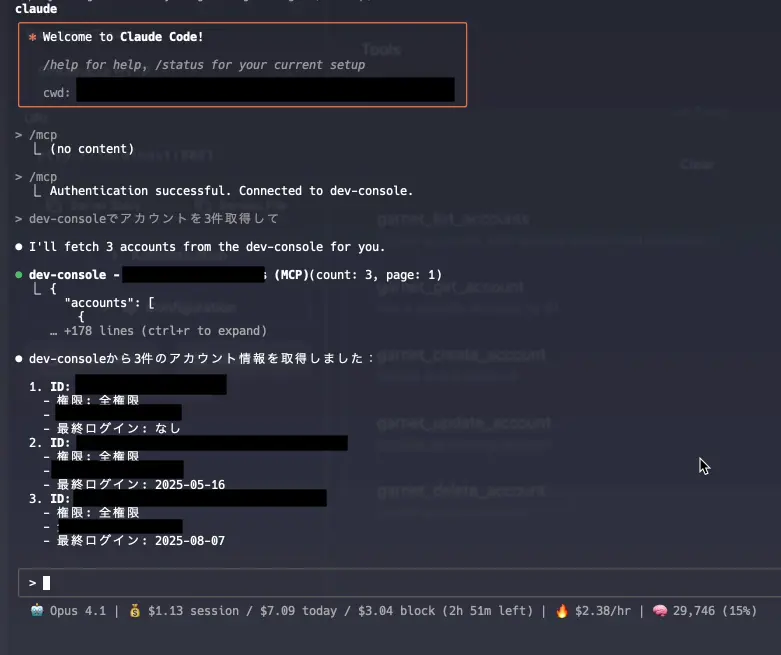 claude
* Welcome to Claude Code!
/help for help, /status for your current setup
cwd:
> /mcp
⎿ (no content)
> /mcp
⎿ Authentication successful. Connected to dev-console.
> dev-consoleでアカウントを3件取得して
● I'll fetch 3 accounts from the dev-console for you.
● dev-console - (MCP)(count: 3, page: 1)
⎿ {
"accounts": [
{
… +178 lines (ctrl+r to expand)
● dev-consoleから3件のアカウント情報を取得しました:
1. ID:
- 権限: 全権限
-
- 最終ログイン: なし
2. ID:
- 権限: 全権限
-
- 最終ログイン: 2025-05-16
3. ID:
- 権限: 全権限
-
- 最終ログイン: 2025-08-07
>
🤖 Opus 4.1 | 💰 $1.13 session / $7.09 today / $3.04 block (2h 51m left) | 🔥 $2.38/hr | 🧠 29,746 (15%)
Tools
Clear
garnet_list_accounts
garnet_get_account
garnet_create_account
garnet_update_account
garnet_delete_account